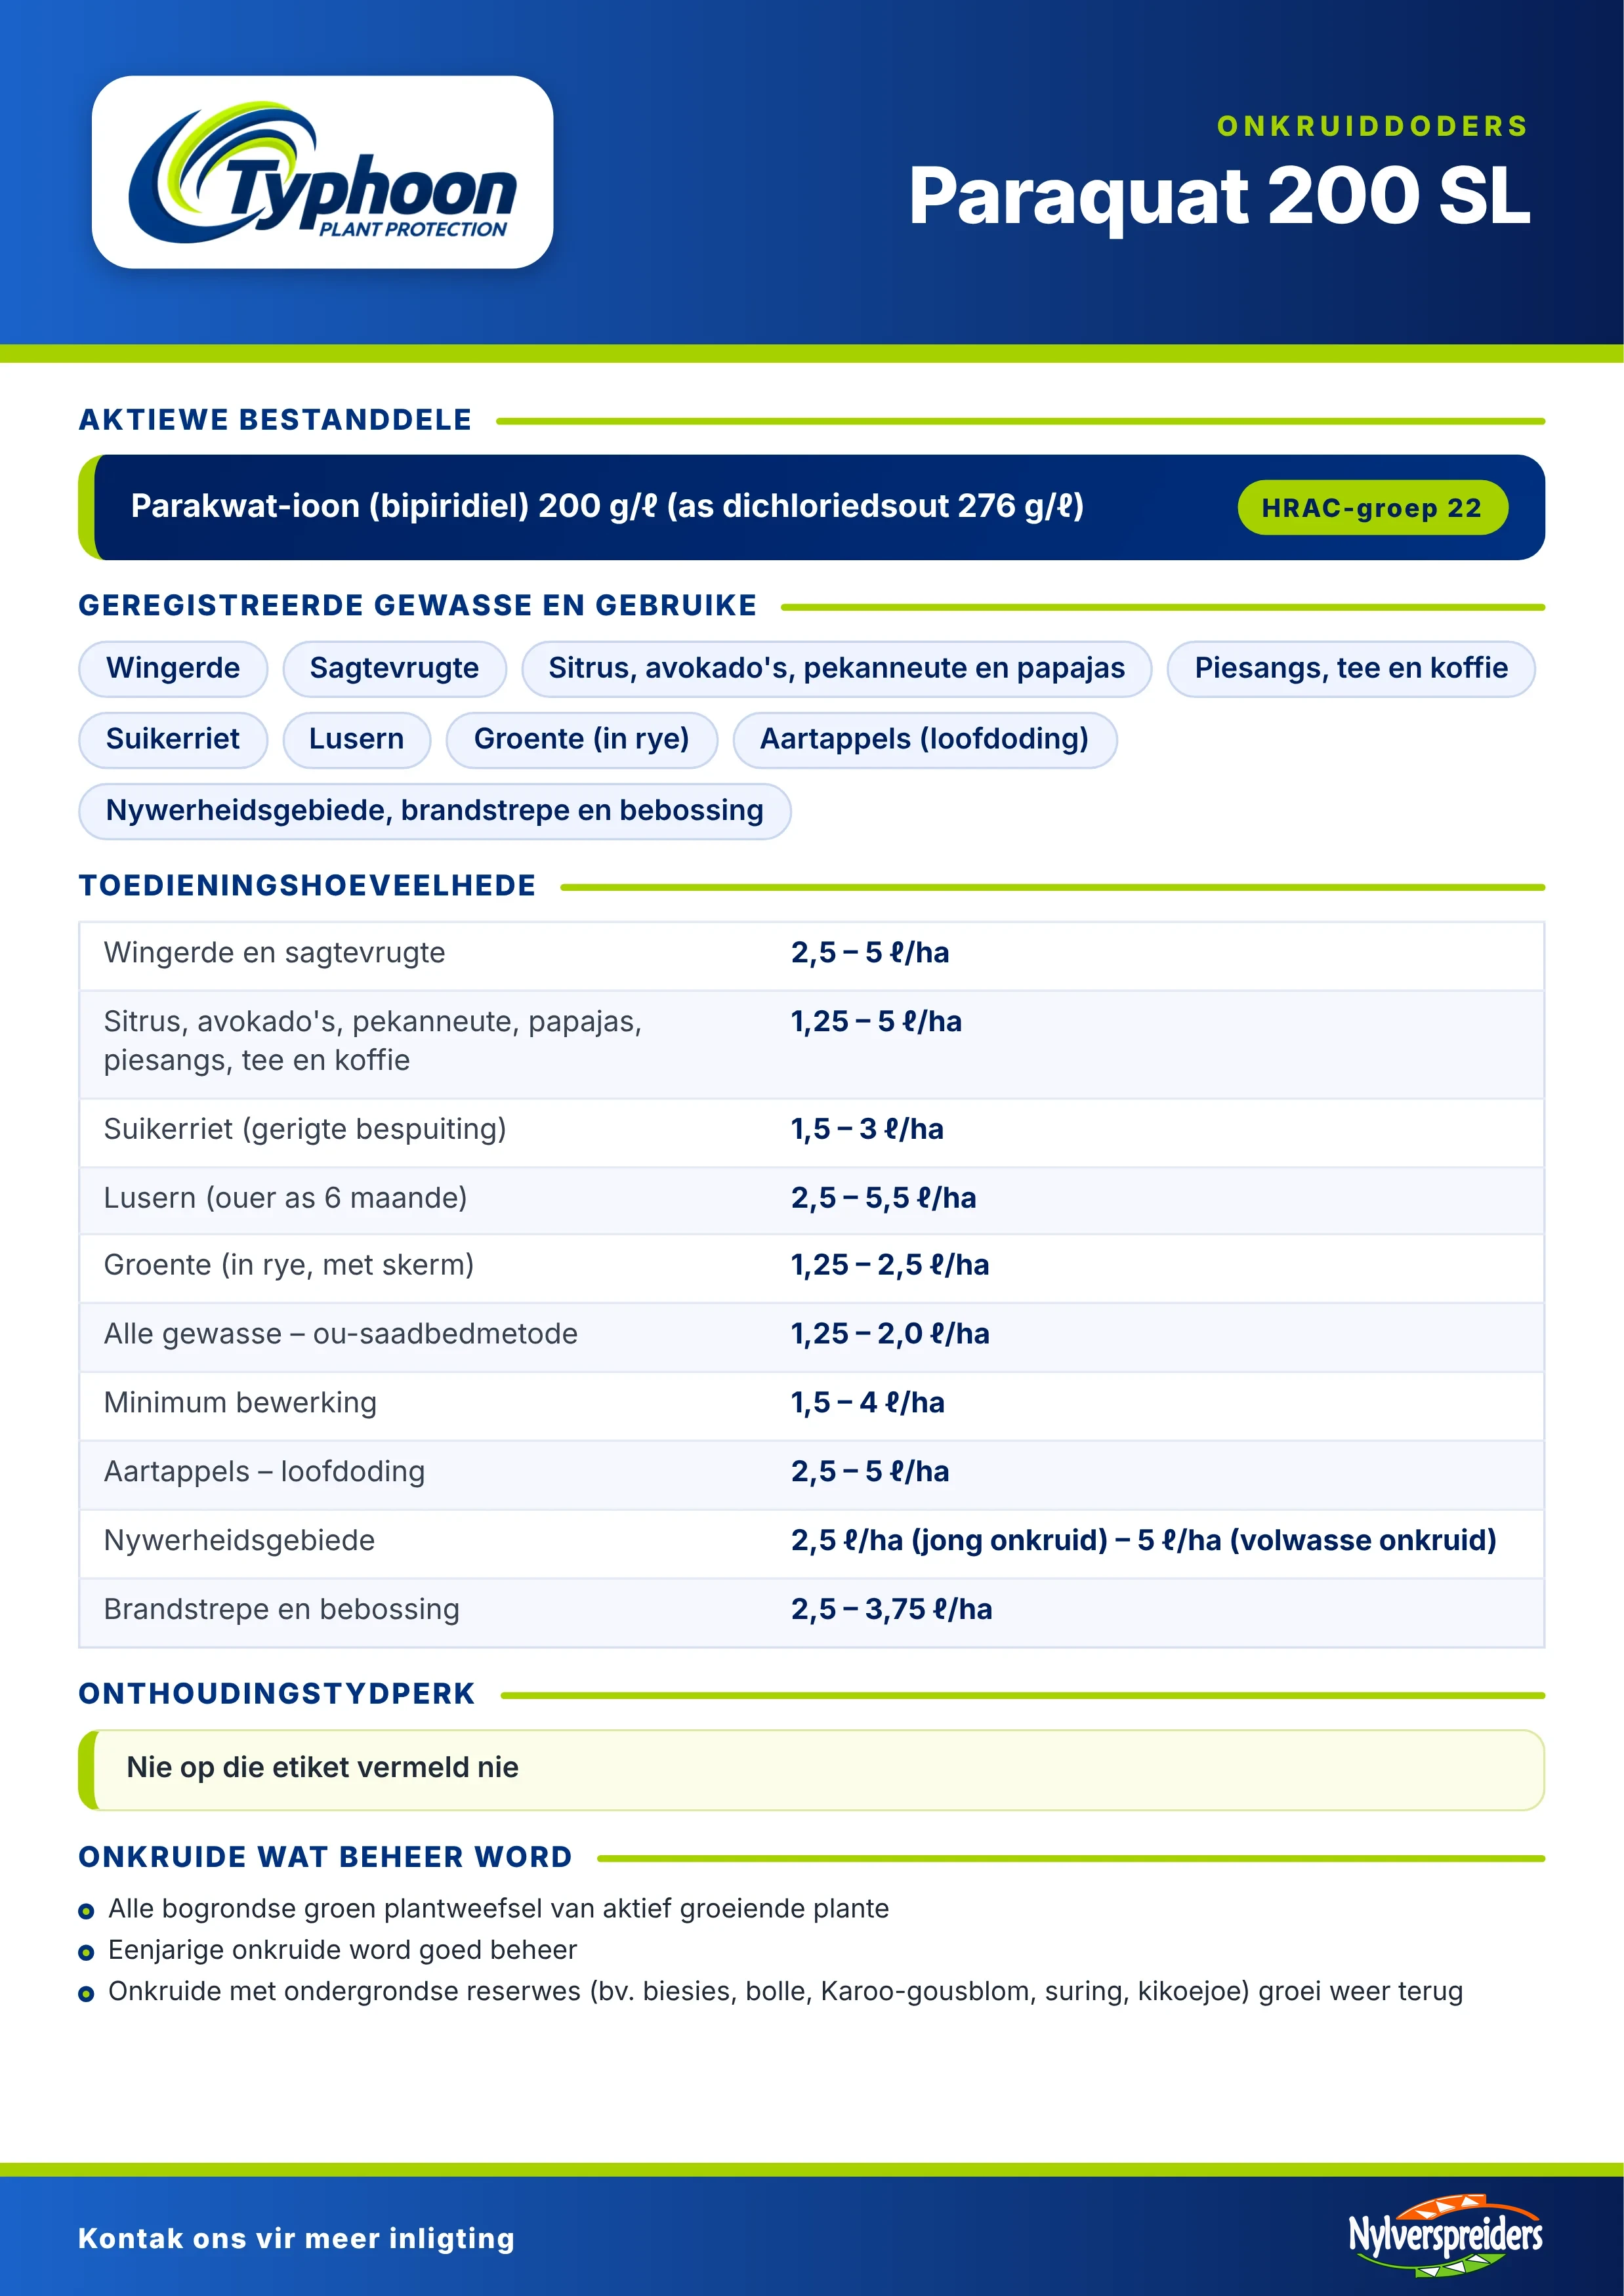 Typhoon
PLANT PROTECTION
ONKRUIDDODERS
Paraquat 200 SL
AKTIEWE BESTANDDELE
Parakwat-ioon (bipiridiel) 200 g/ℓ (as dichloriedsout 276 g/ℓ)
HRAC-groep 22
GEREGISTREERDE GEWASSE EN GEBRUIKE
Wingerde
Sagtevrugte
Sitrus, avokado's, pekanneute en papajas
Piesangs, tee en koffie
Suikerriet
Lusern
Groente (in rye)
Aartappels (loofdoding)
Nywerheidsgebiede, brandstrepe en bebossing
TOEDIENINGSHOEVEELHEDE
Wingerde en sagtevrugte 2,5 – 5 ℓ/ha
Sitrus, avokado's, pekanneute, papajas, 1,25 – 5 ℓ/ha
piesangs, tee en koffie
Suikerriet (gerigte bespuiting) 1,5 – 3 ℓ/ha
Lusern (ouer as 6 maande) 2,5 – 5,5 ℓ/ha
Groente (in rye, met skerm) 1,25 – 2,5 ℓ/ha
Alle gewasse – ou-saadbedmetode 1,25 – 2,0 ℓ/ha
Minimum bewerking 1,5 – 4 ℓ/ha
Aartappels – loofdoding 2,5 – 5 ℓ/ha
Nywerheidsgebiede 2,5 ℓ/ha (jong onkruid) – 5 ℓ/ha (volwasse onkruid)
Brandstrepe en bebossing 2,5 – 3,75 ℓ/ha
ONTHOUDINGSTYDPERK
Nie op die etiket vermeld nie
ONKRUIDE WAT BEHEER WORD
Alle bogrondse groen plantweefsel van aktief groeiende plante
Eenjarige onkruide word goed beheer
Onkruide met ondergrondse reserwes (bv. biesies, bolle, Karoo-gousblom, suring, kikoejoe) groei weer terug
Kontak ons vir meer inligting
Nylverspreiders